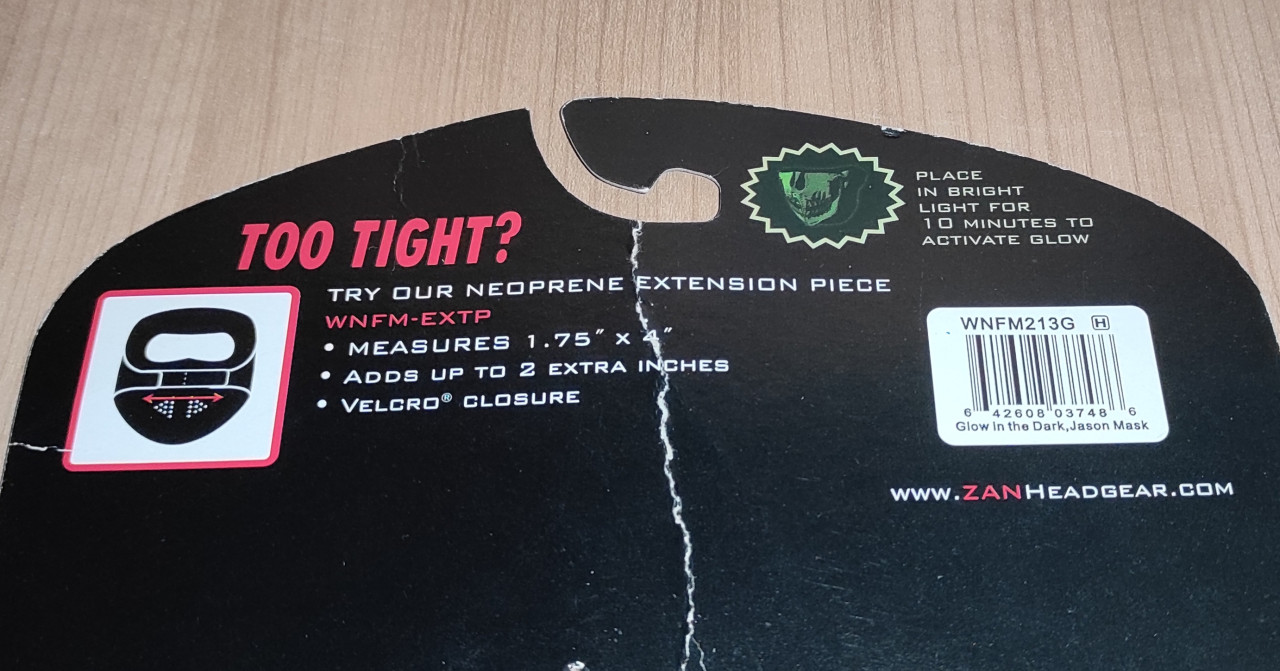 PLACE
IN BRIGHT
LIGHT FOR
10 MINUTES TO
ACTIVATE GLOW
TOO TIGHT?
TRY OUR NEOPRENE EXTENSION PIECE
WNFM-EXTP
• MEASURES 1.75″ x 4″
• ADDS UP TO 2 EXTRA INCHES
• VELCRO® CLOSURE
WNFM213G H
6 42608 03748 6
Glow In the Dark,Jason Mask
WWW.ZANHEADGEAR.COM